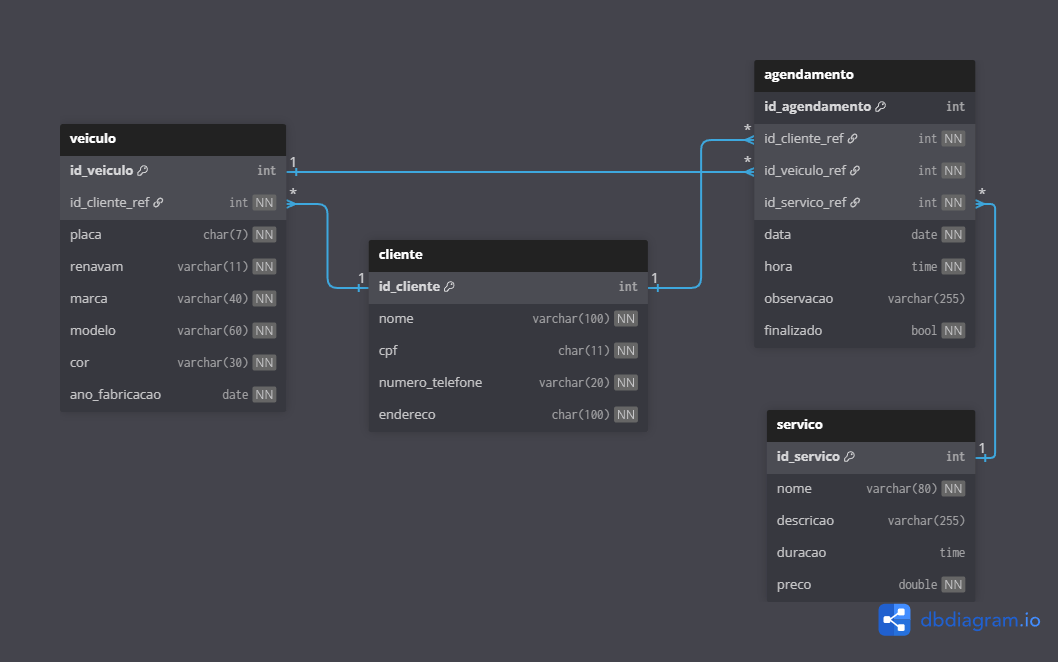 veiculo
id_veiculo int
id_cliente_ref int NN
placa char(7) NN
renavam varchar(11) NN
marca varchar(40) NN
modelo varchar(60) NN
cor varchar(30) NN
ano_fabricacao date NN
1
*
cliente
id_cliente int
nome varchar(100) NN
cpf char(11) NN
numero_telefone varchar(20) NN
endereco char(100) NN
1
1
agendamento
id_agendamento int
id_cliente_ref int NN
id_veiculo_ref int NN
id_servico_ref int NN
data date NN
hora time NN
observacao varchar(255)
finalizado bool NN
*
*
*
servico
id_servico int
nome varchar(80) NN
descricao varchar(255)
duracao time
preco double NN
1
dbdiagram.io